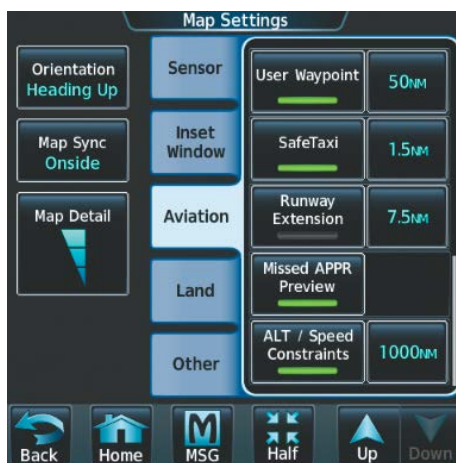 Map Settings
Orientation
Heading Up
Map Sync
Onside
Map Detail
Sensor
Inset
Window
Aviation
Land
Other
User Waypoint
50NM
SafeTaxi
1.5NM
Runway
Extension
7.5NM
Missed APPR
Preview
ALT / Speed
Constraints
1000NM
Back
Home
M
MSG
Half
Up
Down